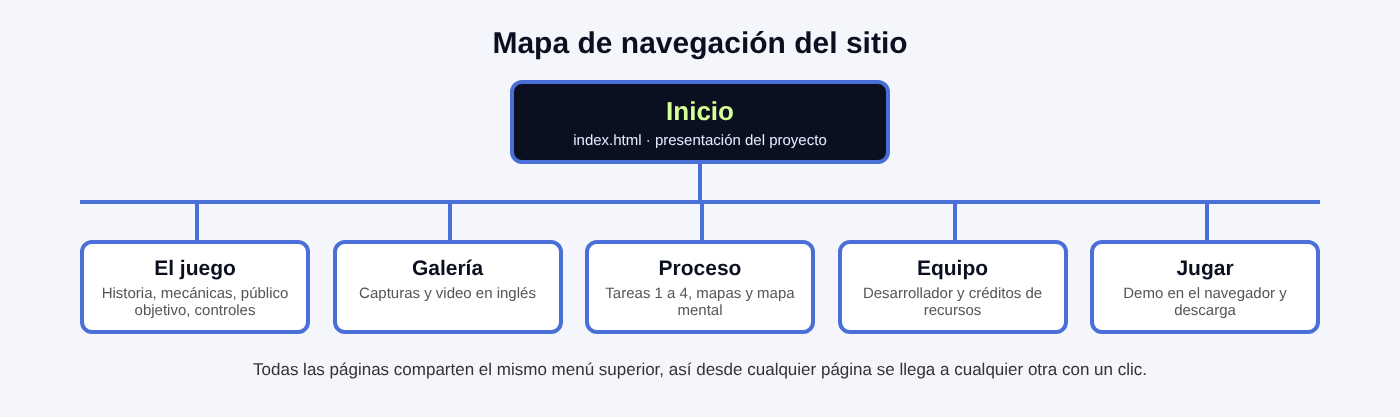 Mapa de navegación del sitio
Inicio
index.html · presentación del proyecto
El juego
Historia, mecánicas, público
objetivo, controles
Galería
Capturas y video en inglés
Proceso
Tareas 1 a 4, mapas y mapa
mental
Equipo
Desarrollador y créditos de
recursos
Jugar
Demo en el navegador y
descarga
Todas las páginas comparten el mismo menú superior, así desde cualquier página se llega a cualquier otra con un clic.